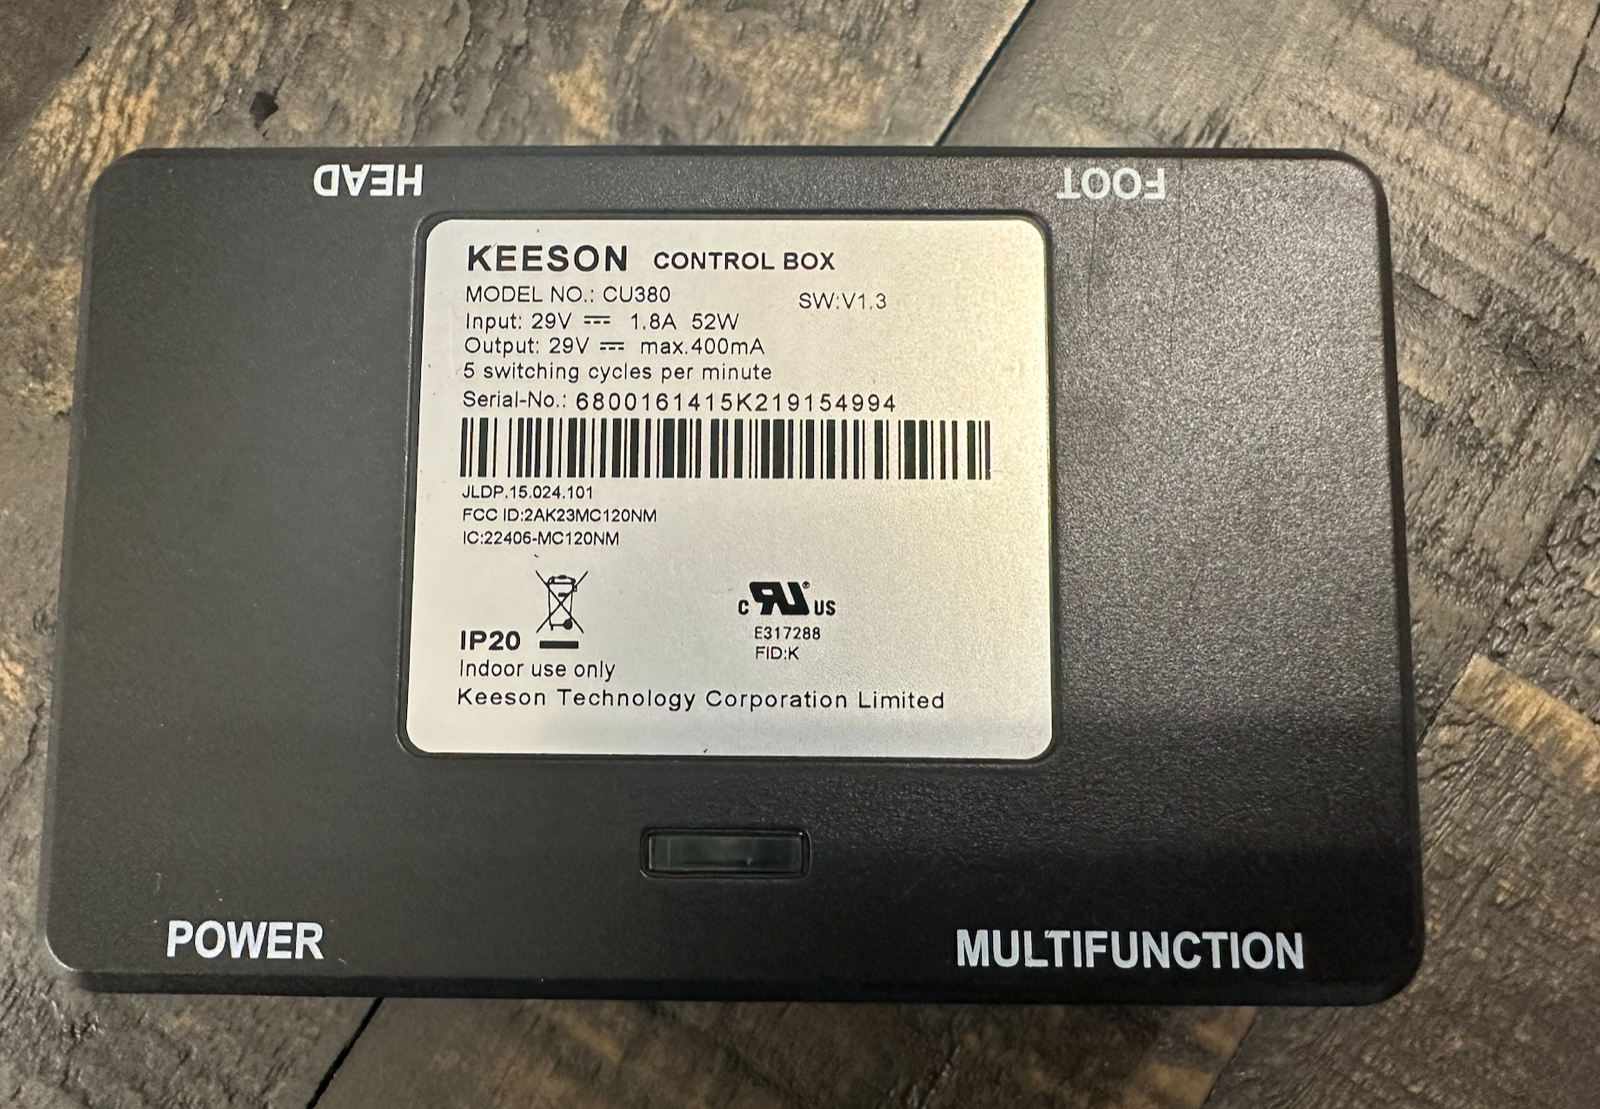 HEAD
FOOT
KEESON CONTROL BOX
MODEL NO.: CU380
SW:V1.3
Input: 29V ⎓ 1.8A 52W
Output: 29V ⎓ max.400mA
5 switching cycles per minute
Serial-No.: 6800161415K219154994
JLDP.15.024.101
FCC ID:2AK23MC120NM
IC:22406-MC120NM
c RU® US
E317288
FID:K
IP20
Indoor use only
Keeson Technology Corporation Limited
POWER
MULTIFUNCTION